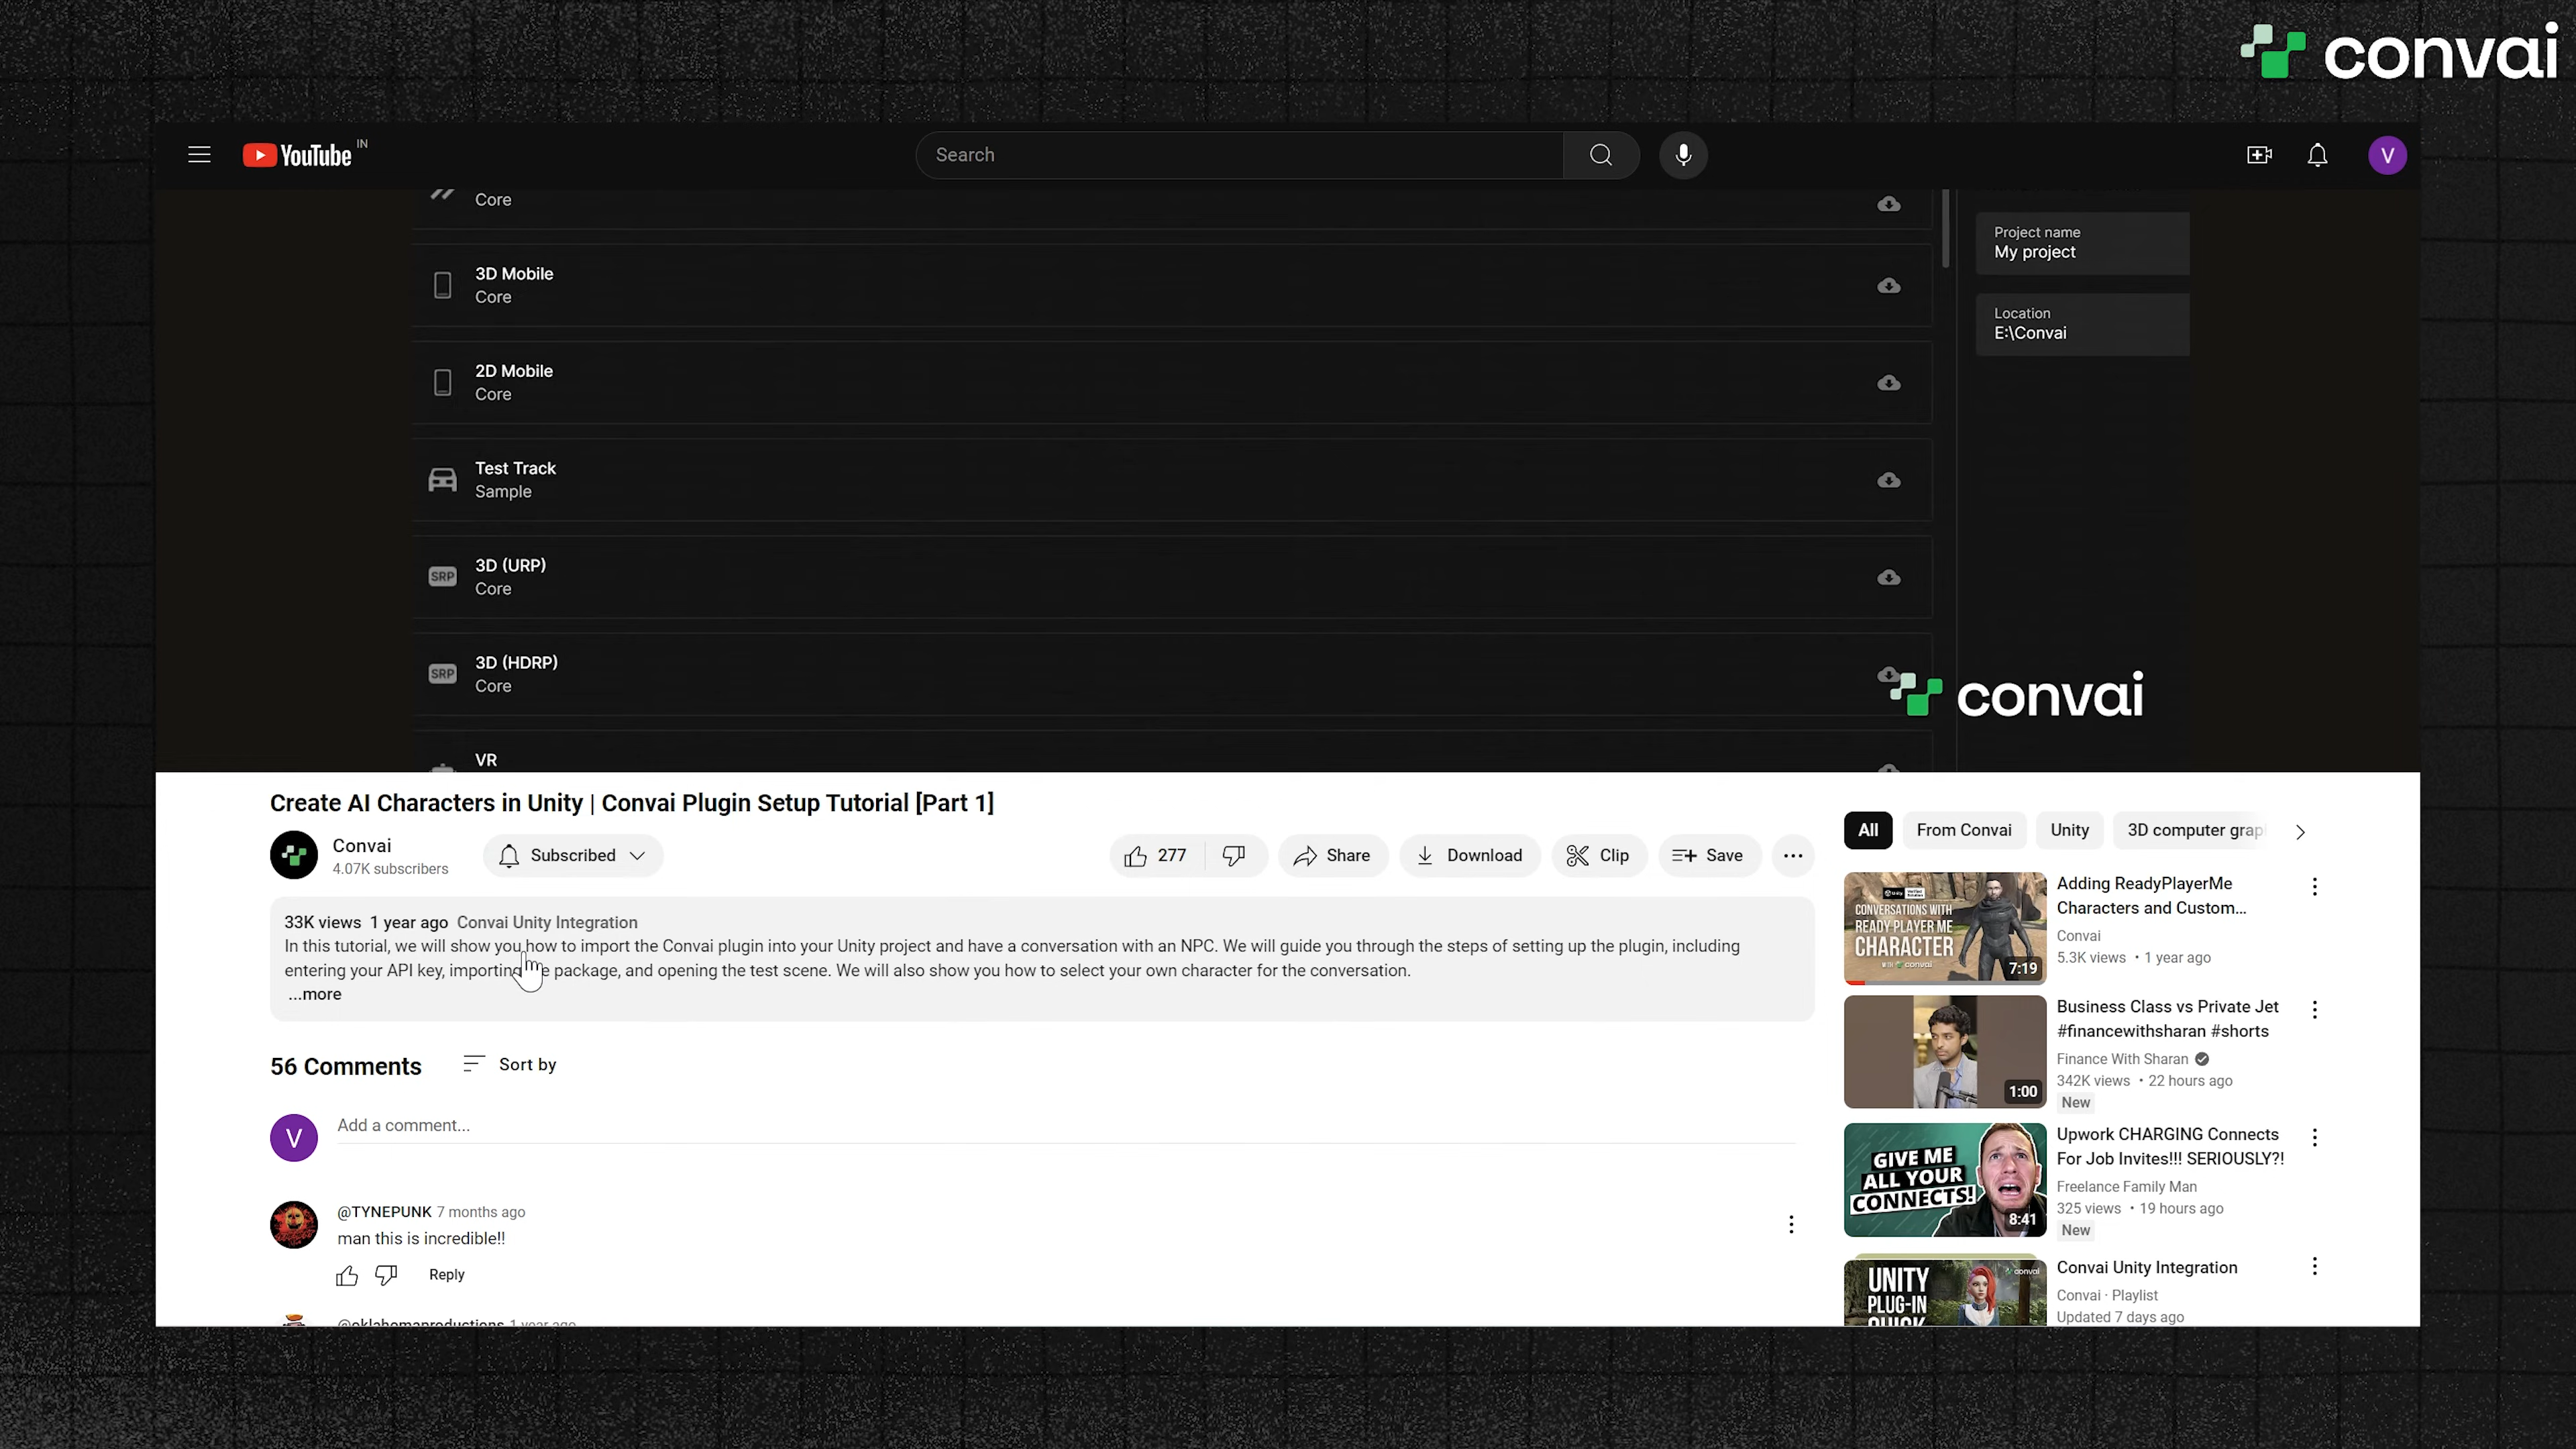 convai
YouTube IN
Search
V
Core
3D Mobile
Core
2D Mobile
Core
Test Track
Sample
SRP
3D (URP)
Core
SRP
3D (HDRP)
Core
VR
Project name
My project
Location
E:\Convai
convai
Create AI Characters in Unity | Convai Plugin Setup Tutorial [Part 1]
Convai
4.07K subscribers
Subscribed
277
Share
Download
Clip
Save
33K views 1 year ago Convai Unity Integration
In this tutorial, we will show you how to import the Convai plugin into your Unity project and have a conversation with an NPC. We will guide you through the steps of setting up the plugin, including
entering your API key, importing package, and opening the test scene. We will also show you how to select your own character for the conversation.
...more
56 Comments
Sort by
V
Add a comment...
@TYNEPUNK 7 months ago
man this is incredible!!
Reply
@oklahomaproductions 1 year ago
All
From Convai
Unity
3D computer grap
CONVERSATIONS WITH
READY PLAYER ME
CHARACTER
WITH convai
7:19
Adding ReadyPlayerMe
Characters and Custom...
Convai
5.3K views • 1 year ago
1:00
Business Class vs Private Jet
#financewithsharan #shorts
Finance With Sharan
342K views • 22 hours ago
New
GIVE ME
ALL YOUR
CONNECTS!
8:41
Upwork CHARGING Connects
For Job Invites!!! SERIOUSLY?!
Freelance Family Man
325 views • 19 hours ago
New
UNITY
PLUG-IN
QUICK
convai
Convai Unity Integration
Convai · Playlist
Updated 7 days ago